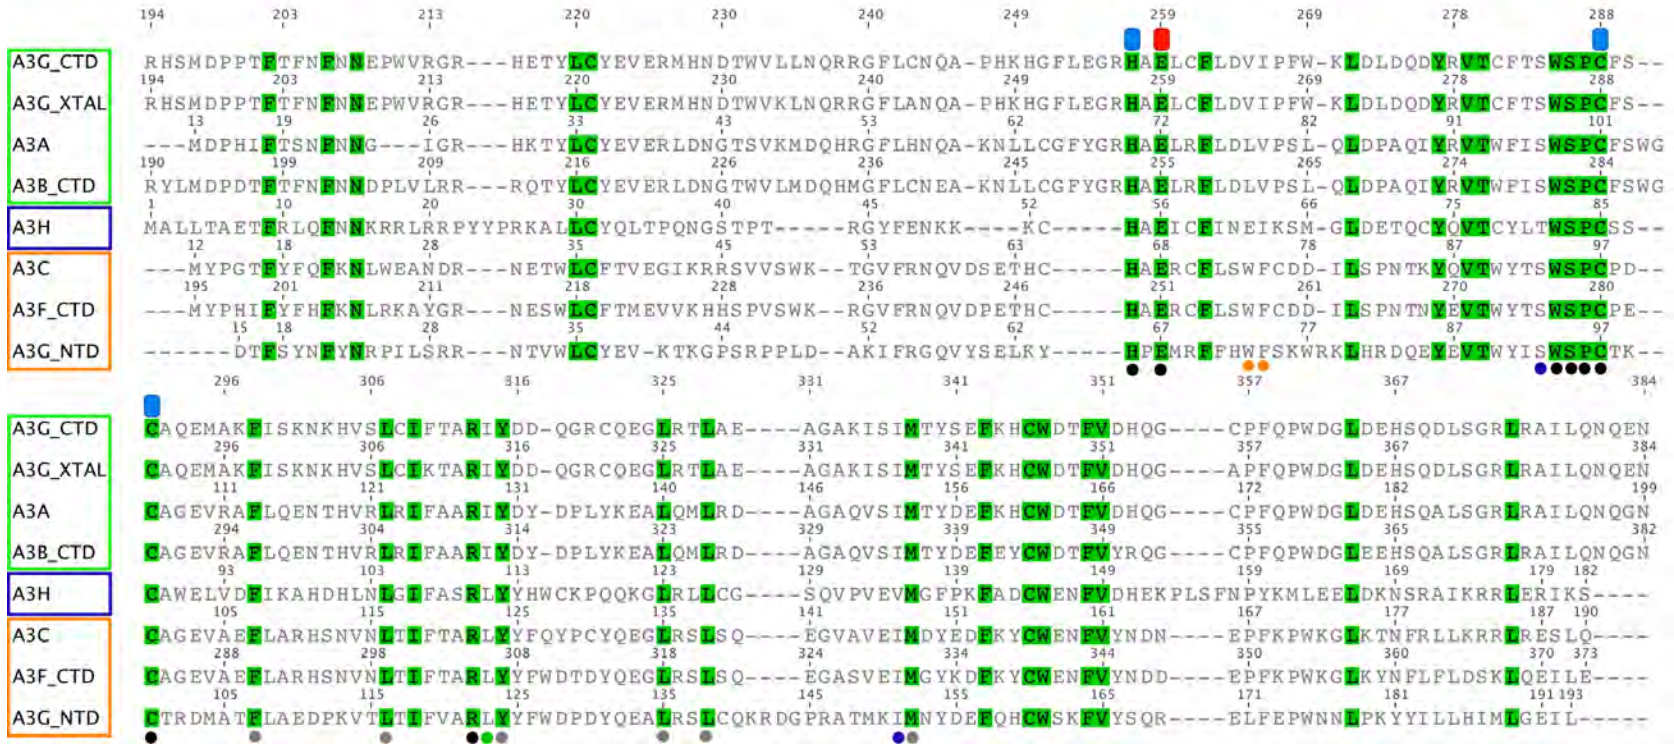 194 203 213 220 230 240 249 259 269 278 288
A3G_CTD RHSMDPPTFTFNFNNEPWVRGR---HETYLCYEVERMHNDTWVLLNQRRGFLCNQA-PHKHGFLEGRHAELCFLDVIPFW-KLDLDQDYRVTCFTSWSPCFS--
194 203 213 220 230 240 249 259 269 278 288
A3G_XTAL RHSMDPPTFTFNFNNEPWVRGR---HETYLCYEVERMHNDTWVKLNQRRGFLANQA-PHKHGFLEGRHAELCFLDVIPFW-KLDLDQDYRVTCFTSWSPCFS--
13 19 26 33 43 53 62 72 82 91 101
A3A ---MDPHIFTSNFNNG---IGR---HKTYLCYEVERLDNGTSVKMDQHRGFLHNQA-KNLLCGFYGRHAELRFLDLVPSL-QLDPAQIYRVTWFISWSPCFSWG
190 199 209 216 226 236 245 255 265 274 284
A3B_CTD RYLMDPDTFTFNFNNDPLVLRR---RQTYLCYEVERLDNGTWVLMDQHMGFLCNEA-KNLLCGFYGRHAELRFLDLVPSL-QLDPAQIYRVTWFISWSPCFSWG
1 10 20 30 40 45 52 56 66 75 85
A3H MALLTAETFRLQFNNKRRLRRPYYPRKALLCYQLTPQNGSTPT-----RGYFENKK----KC-----HAEICFINEIKSM-GLDETQCYQVTCYLTWSPCSS--
12 18 28 35 45 53 63 68 78 87 97
A3C ---MYPGTFYFQFKNLWEANDR---NETWLCFTVEGIKRRSVVSWK--TGVFRNQVDSETHC-----HAERCFLSWFCDD-ILSPNTKYQVTWYTSWSPCPD--
195 201 211 218 228 236 246 251 261 270 280
A3F_CTD ---MYPHIFYFHFKNLRKAYGR---NESWLCFTMEVVKHHSPVSWK--RGVFRNQVDPETHC-----HAERCFLSWFCDD-ILSPNTNYEVTWYTSWSPCPE--
15 18 28 35 44 52 62 67 77 87 97
A3G_NTD ------DTFSYNFYNRPILSRR---NTVWLCYEV-KTKGPSRPPLD--AKIFRGQVYSELKY-----HPEMRFFHWFSKWRKLHRDQEYEVTWYISWSPCTK--
296 306 316 325 331 341 351 357 367 384
A3G_CTD CAQEMAKFISKNKHVSLCIFTARIYDD-QGRCQEGLRTLAE----AGAKISIMTYSEFKHCWDTFVDHQG----CPFQPWDGLDEHSQDLSGRLRAILQNQEN
296 306 316 325 331 341 351 357 367 384
A3G_XTAL CAQEMAKFISKNKHVSLCIKTARIYDD-QGRCQEGLRTLAE----AGAKISIMTYSEFKHCWDTFVDHQG----APFQPWDGLDEHSQDLSGRLRAILQNQEN
111 121 131 140 146 156 166 172 182 199
A3A CAGEVRAFLQENTHVRLRIFAARIYDY-DPLYKEALQMLRD----AGAQVSIMTYDEFKHCWDTFVDHQG----CPFQPWDGLDEHSQALSGRLRAILQNQGN
294 304 314 323 329 339 349 355 365 382
A3B_CTD CAGEVRAFLQENTHVRLRIFAARIYDY-DPLYKEALQMLRD----AGAQVSIMTYDEFEYCWDTFVYRQG----CPFQPWDGLEEHSQALSGRLRAILQNQGN
93 103 113 123 129 139 149 159 169 179 182
A3H CAWELVDFIKAHDHLNLGIFASRLYYHWCKPQQKGLRLLCG----SQVPVEVMGFPKFADCWENFVDHEKPLSFNPYKMLEELDKNSRAIKRRLERIKS----
105 115 125 135 141 151 161 167 177 187 190
A3C CAGEVAEFLARHSNVNLTIFTARLYYFQYPCYQEGLRSLSQ----EGVAVEIMDYEDFKYCWENFVYNDN----EPFKPWKGLKTNFRLLKRRLRESLQ----
288 298 308 318 324 334 344 350 360 370 373
A3F_CTD CAGEVAEFLARHSNVNLTIFTARLYYFWDTDYQEGLRSLSQ----EGASVEIMGYKDFKYCWENFVYNDD----EPFKPWKGLKYNFLFLDSKLQEILE----
105 115 125 135 145 155 165 171 181 191 193
A3G_NTD CTRDMATFLAEDPKVTLTIFVARLYYFWDPDYQEALRSLCQKRDGPRATMKIMNYDEFQHCWSKFVYSQR----ELFEPWNNLPKYYILLHIMLGEIL----